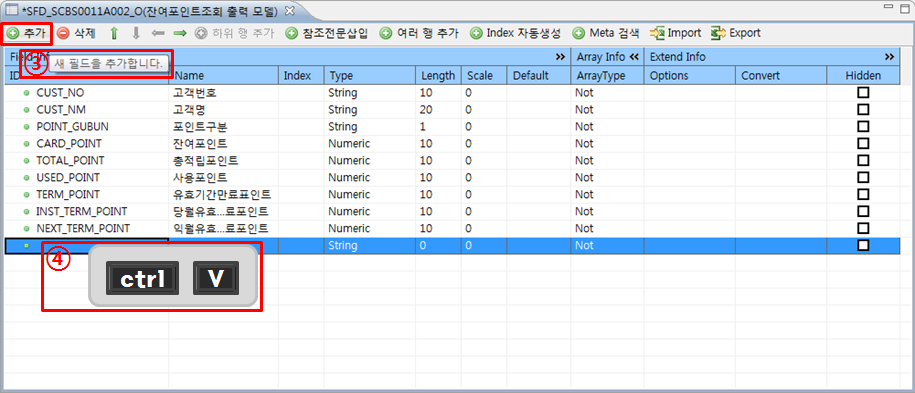 *SFD_SCBS0011A002_O(잔여포인트조회 출력 모델)
추가 삭제 하위 행 추가 참조전문삽입 여러 행 추가 Index 자동생성 Meta 검색 Import Export
Field Inf >> Array Info << Extend Info >>
③ 새 필드을 추가합니다.
ID Name Index Type Length Scale Default ArrayType Options Convert Hidden
CUST_NO 고객번호 String 10 0 Not
CUST_NM 고객명 String 20 0 Not
POINT_GUBUN 포인트구분 String 1 0 Not
CARD_POINT 잔여포인트 Numeric 10 0 Not
TOTAL_POINT 총적립포인트 Numeric 10 0 Not
USED_POINT 사용포인트 Numeric 10 0 Not
TERM_POINT 유효기간만료표인트 Numeric 10 0 Not
INST_TERM_POINT 당월유효...료포인트 Numeric 10 0 Not
NEXT_TERM_POINT 익월유효...료포인트 Numeric 10 0 Not
String 0 0 Not
④ ctrl V